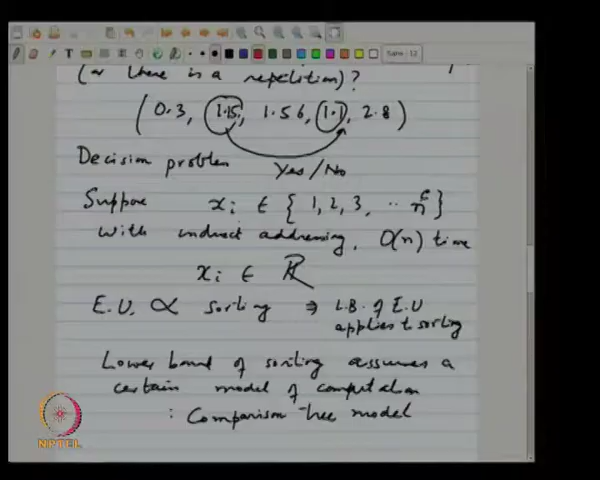 (or there is a repetition)?
(0.3, 1.15, 1.56, 1.1, 2.8)
Decision problem Yes/No
Suppose xi ∈ {1, 2, 3, .. n^c}
with indirect addressing, O(n) time
xi ∈ ℝ
E.U. ∝ sorting ⇒ L.B. of E.U
applies to sorting
Lower bound of sorting assumes a
certain model of computation
: Comparison tree model
NPTEL